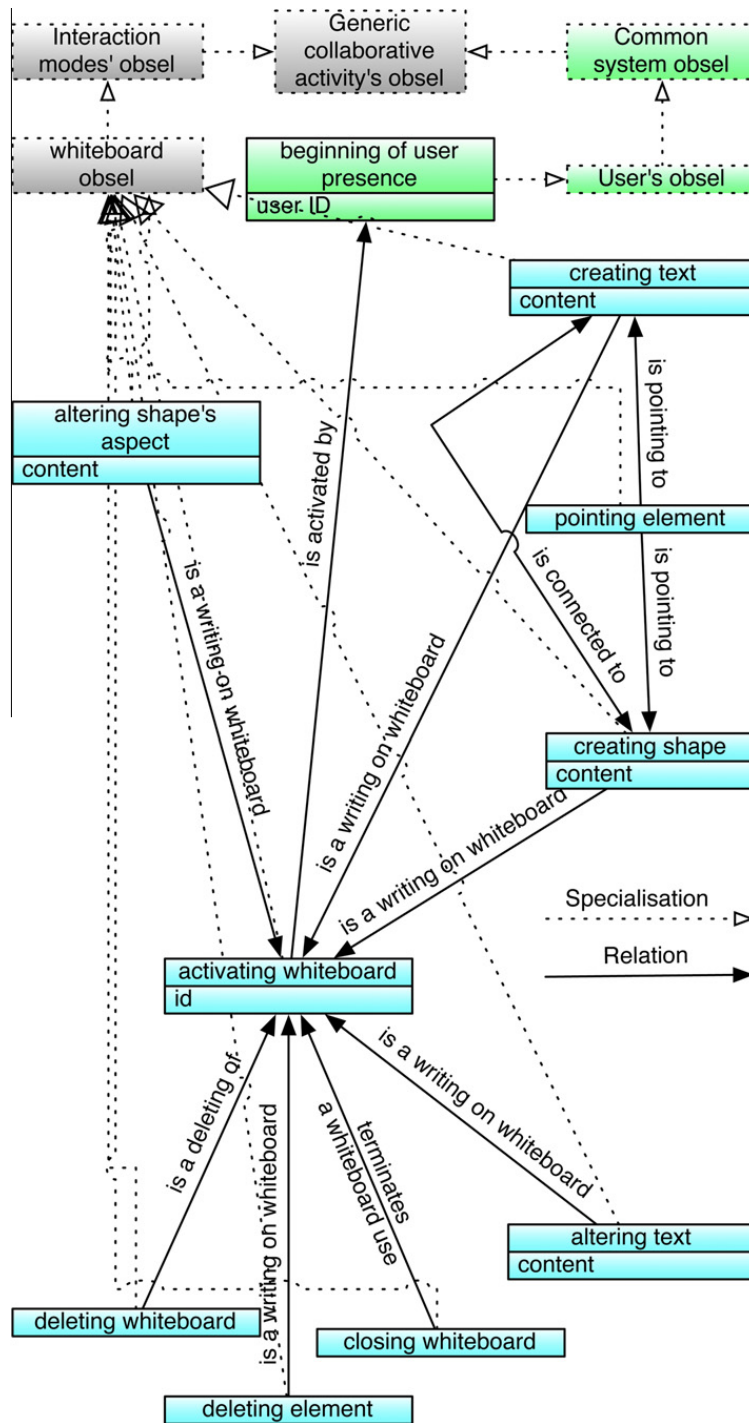 Interaction
modes' obsel
Generic
collaborative
activity's obsel
Common
system obsel
whiteboard
obsel
beginning of user
presence
user ID
User's obsel
creating text
content
altering shape's
aspect
content
is activated by
is pointing to
pointing element
is pointing to
is connected to
is a writing on whiteboard
is a writing on whiteboard
creating shape
content
is a writing on whiteboard
Specialisation
Relation
activating whiteboard
id
is a deleting of
is a writing on whiteboard
terminates
a whiteboard use
is a writing on whiteboard
altering text
content
deleting whiteboard
closing whiteboard
deleting element